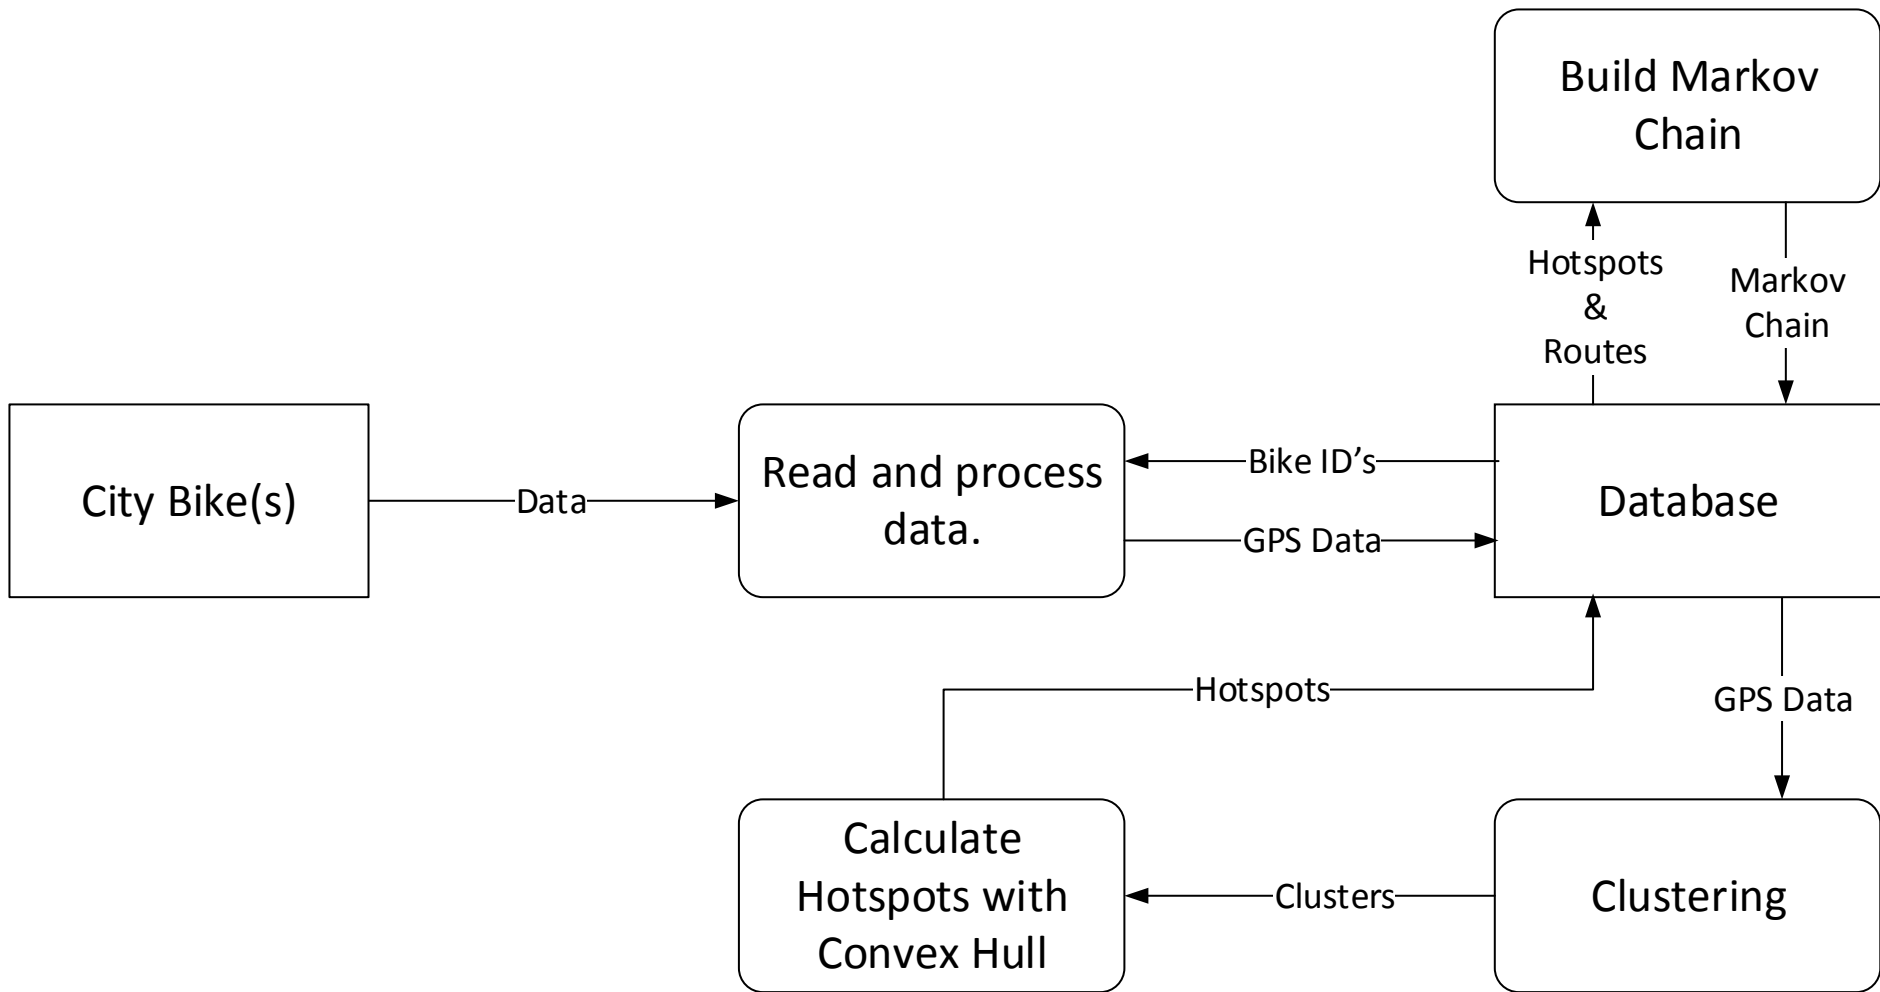 Build Markov
Chain
Hotspots
&
Routes
Markov
Chain
City Bike(s)
Data
Read and process
data.
Bike ID’s
GPS Data
Database
Hotspots
GPS Data
Calculate
Hotspots with
Convex Hull
Clusters
Clustering